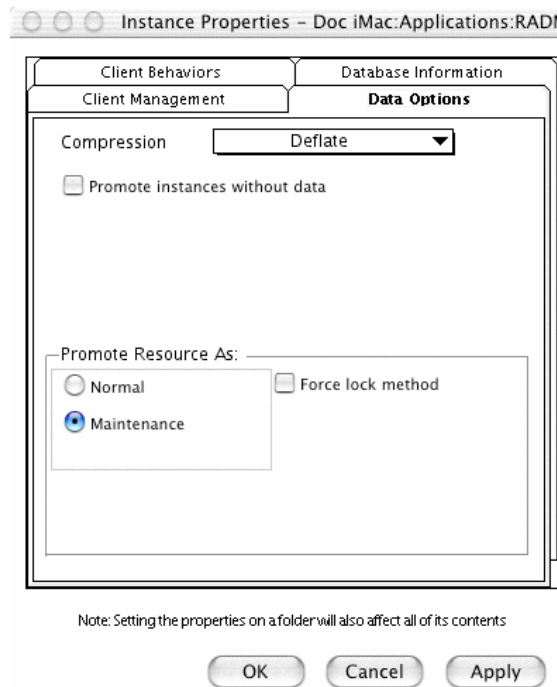 Instance Properties – Doc iMac:Applications:RADM
Client Behaviors
Database Information
Client Management
Data Options
Compression
Deflate
Promote instances without data
Promote Resource As:
Normal
Force lock method
Maintenance
Note: Setting the properties on a folder will also affect all of its contents
OK
Cancel
Apply